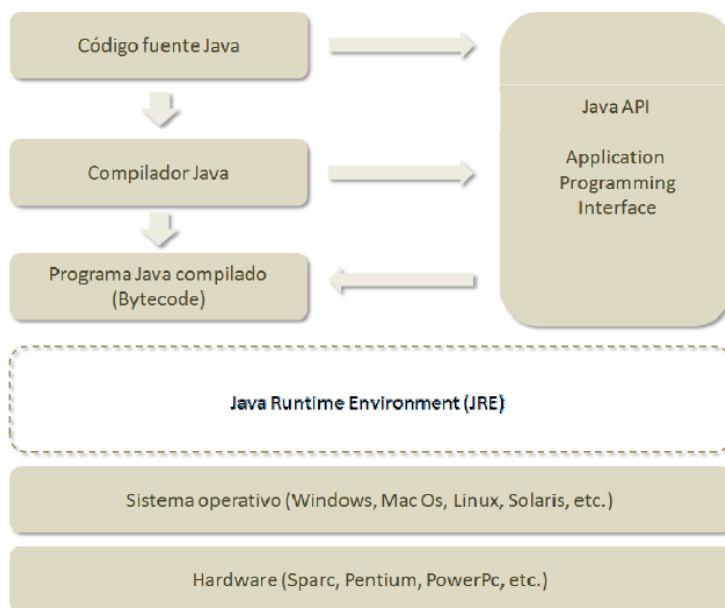 Código fuente Java
Java API
Application
Programming
Interface
Compilador Java
Programa Java compilado
(Bytecode)
Java Runtime Environment (JRE)
Sistema operativo (Windows, Mac Os, Linux, Solaris, etc.)
Hardware (Sparc, Pentium, PowerPc, etc.)